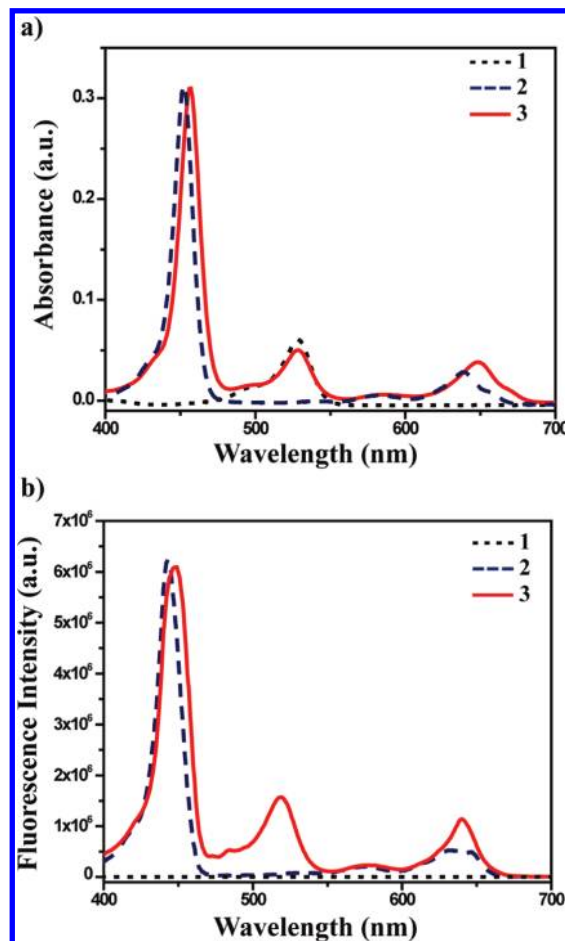 a)
Absorbance (a.u.)
0.3
0.2
0.1
0.0
400 500 600 700
Wavelength (nm)
1
2
3
b)
Fluorescence Intensity (a.u.)
7x10⁶
6x10⁶
5x10⁶
4x10⁶
3x10⁶
2x10⁶
1x10⁶
0
400 500 600 700
Wavelength (nm)
1
2
3